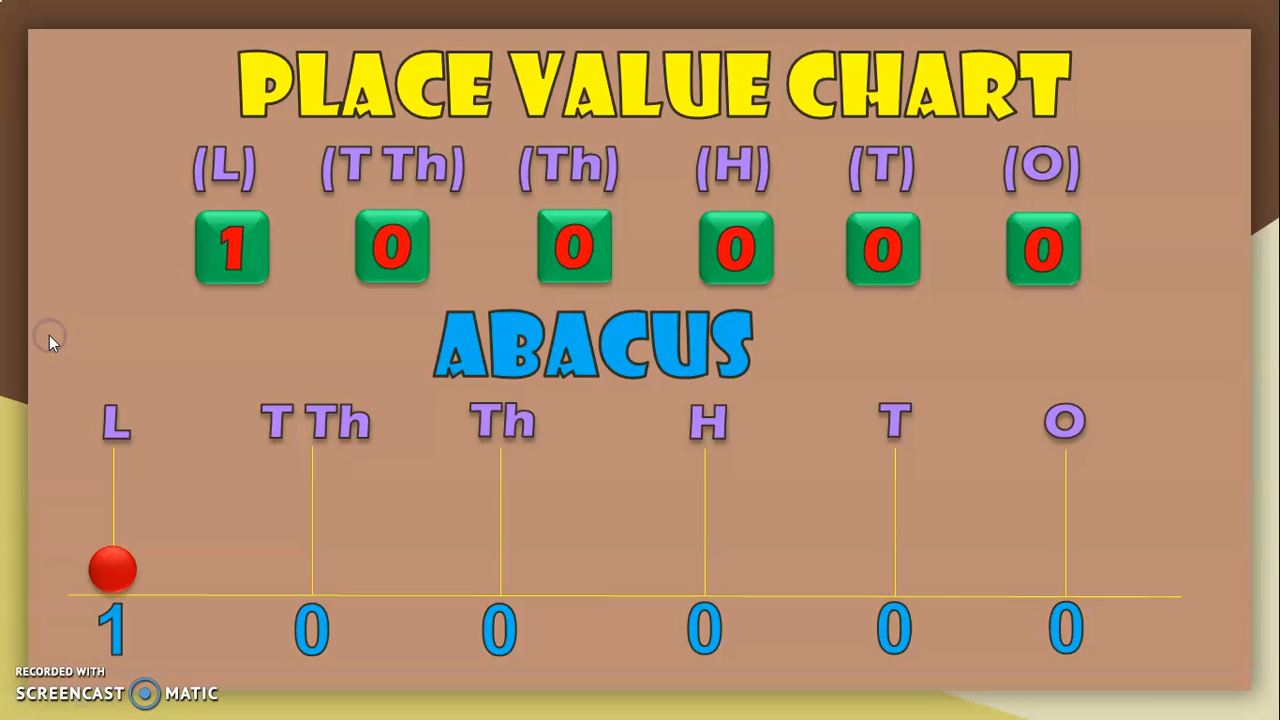 PLACE VALUE CHART
(L) (T Th) (Th) (H) (T) (O)
1 0 0 0 0 0
ABACUS
L T Th Th H T O
1 0 0 0 0 0
RECORDED WITH
SCREENCAST MATIC